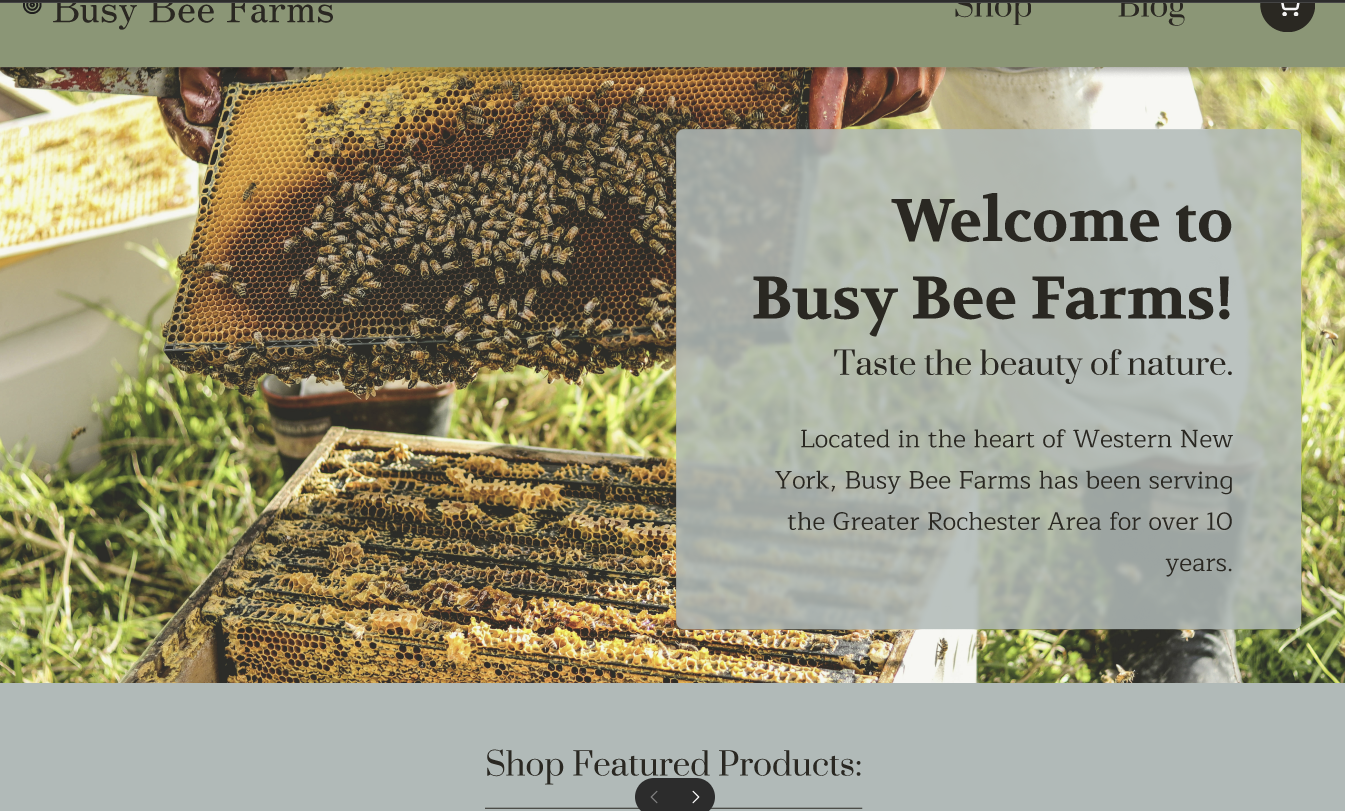 Busy Bee Farms
Shop
Blog
Welcome to
Busy Bee Farms!
Taste the beauty of nature.
Located in the heart of Western New
York, Busy Bee Farms has been serving
the Greater Rochester Area for over 10
years.
Shop Featured Products: